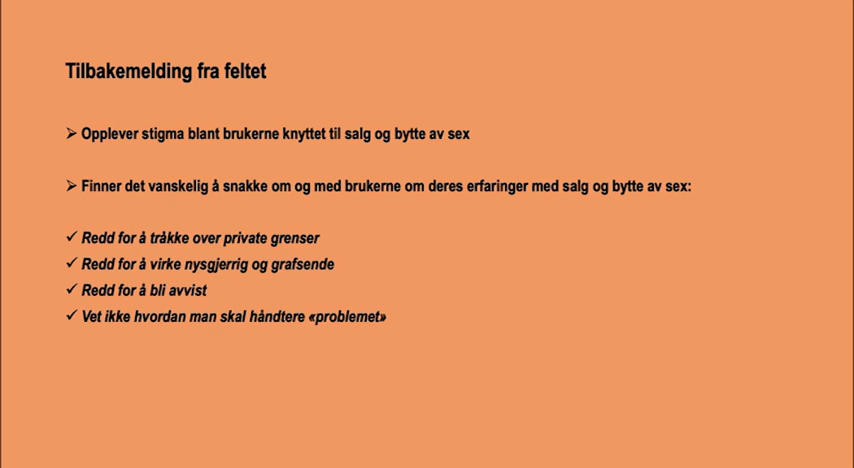 Tilbakemelding fra feltet
➢ Opplever stigma blant brukerne knyttet til salg og bytte av sex
➢ Finner det vanskelig å snakke om og med brukerne om deres erfaringer med salg og bytte av sex:
✓ Redd for å tråkke over private grenser
✓ Redd for å virke nysgjerrig og grafsende
✓ Redd for å bli avvist
✓ Vet ikke hvordan man skal håndtere «problemet»